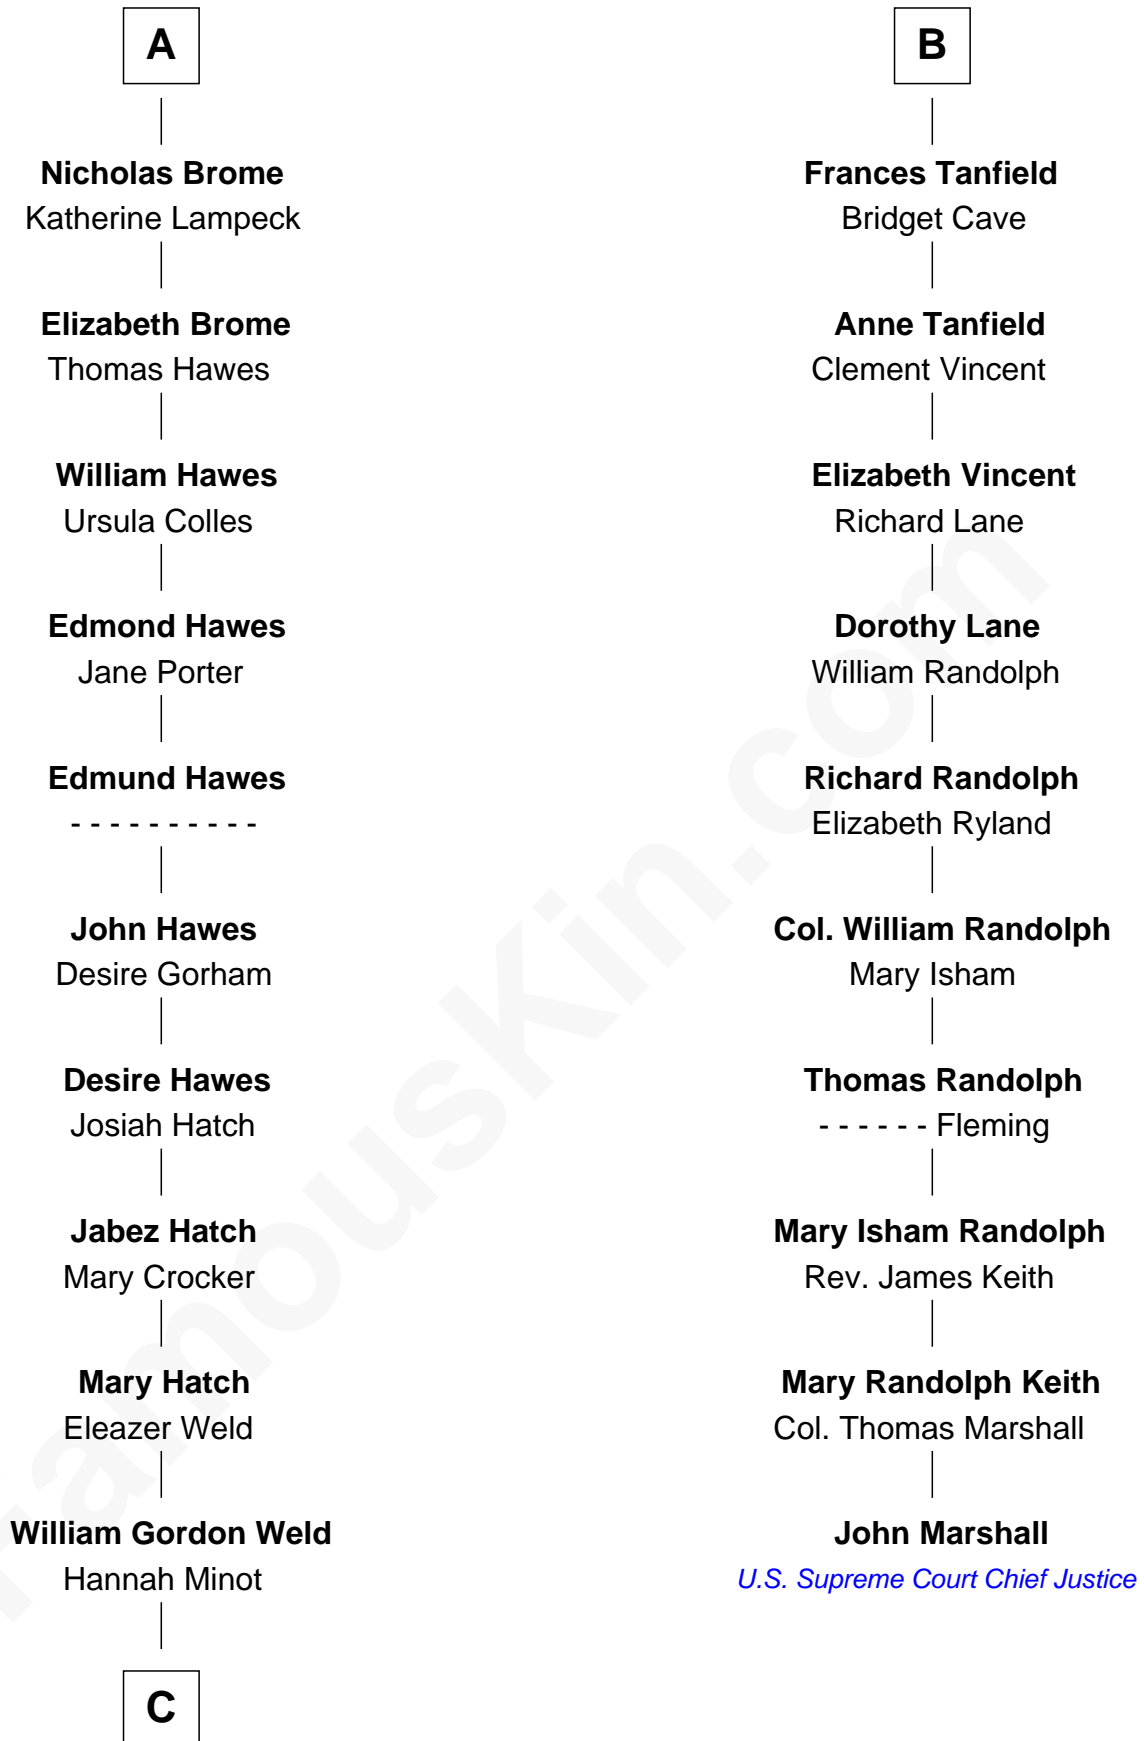 A
Nicholas Brome
Katherine Lampeck
Elizabeth Brome
Thomas Hawes
William Hawes
Ursula Colles
Edmond Hawes
Jane Porter
Edmund Hawes
- - - - - - - - - -
John Hawes
Desire Gorham
Desire Hawes
Josiah Hatch
Jabez Hatch
Mary Crocker
Mary Hatch
Eleazer Weld
William Gordon Weld
Hannah Minot
C
B
Frances Tanfield
Bridget Cave
Anne Tanfield
Clement Vincent
Elizabeth Vincent
Richard Lane
Dorothy Lane
William Randolph
Richard Randolph
Elizabeth Ryland
Col. William Randolph
Mary Isham
Thomas Randolph
- - - - - - Fleming
Mary Isham Randolph
Rev. James Keith
Mary Randolph Keith
Col. Thomas Marshall
John Marshall
U.S. Supreme Court Chief Justice
FamousKin.com